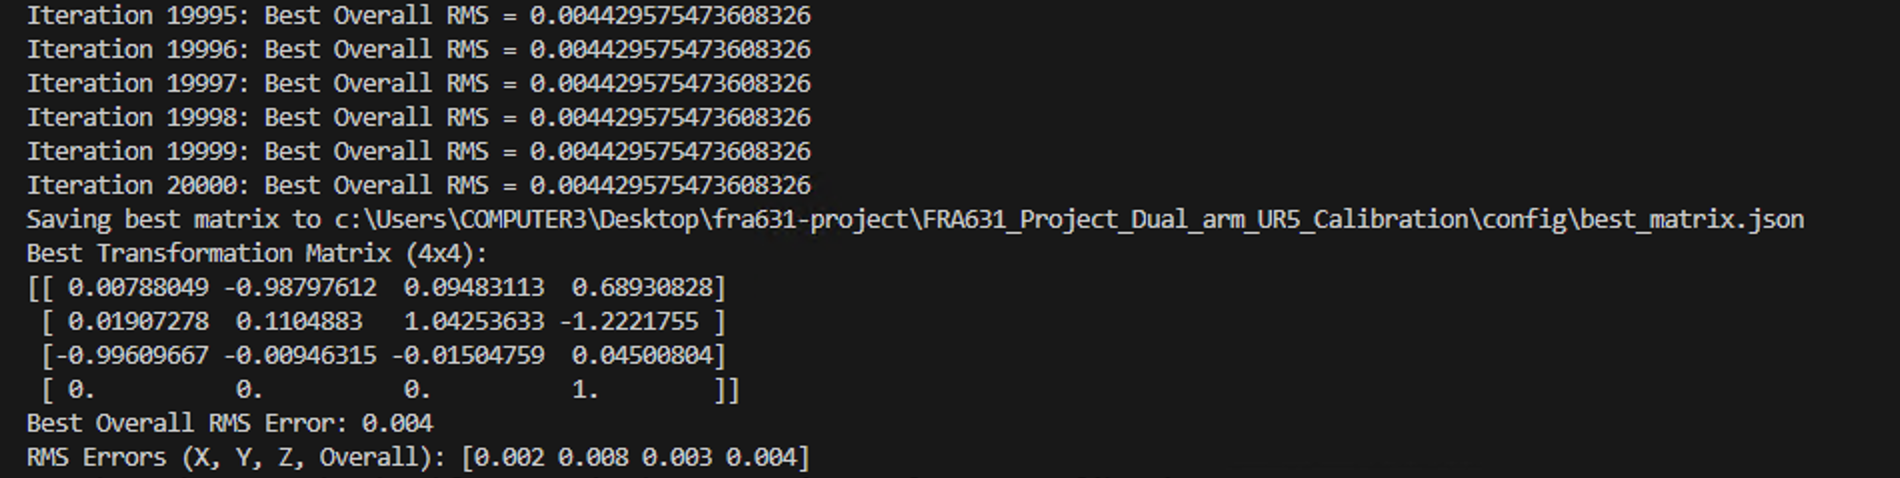 Iteration 19995: Best Overall RMS = 0.004429575473608326
Iteration 19996: Best Overall RMS = 0.004429575473608326
Iteration 19997: Best Overall RMS = 0.004429575473608326
Iteration 19998: Best Overall RMS = 0.004429575473608326
Iteration 19999: Best Overall RMS = 0.004429575473608326
Iteration 20000: Best Overall RMS = 0.004429575473608326
Saving best matrix to c:\Users\COMPUTER3\Desktop\fra631-project\FRA631_Project_Dual_arm_UR5_Calibration\config\best_matrix.json
Best Transformation Matrix (4x4):
[[ 0.00788049 -0.98797612  0.09483113  0.68930828]
 [ 0.01907278  0.1104883   1.04253633 -1.2221755 ]
 [-0.99609667 -0.00946315 -0.01504759  0.04500804]
 [ 0.          0.          0.          1.        ]]
Best Overall RMS Error: 0.004
RMS Errors (X, Y, Z, Overall): [0.002 0.008 0.003 0.004]